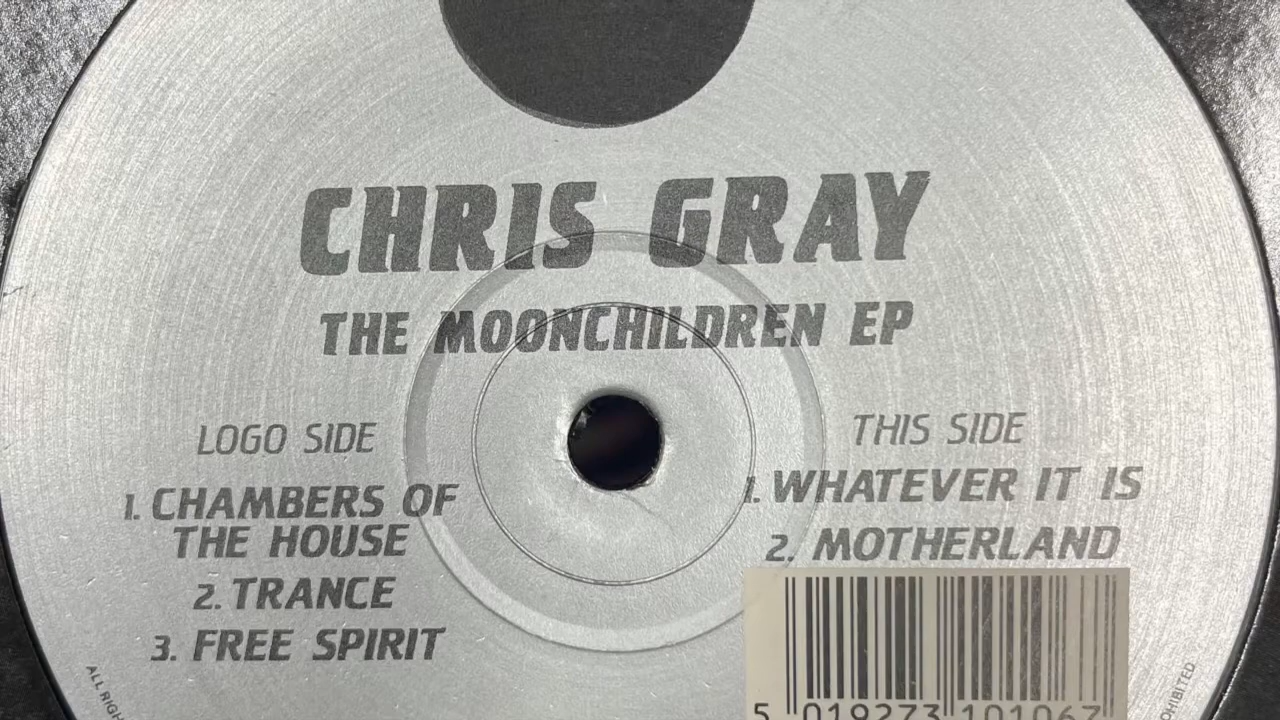 CHRIS GRAY
THE MOONCHILDREN EP
LOGO SIDE
1. CHAMBERS OF
THE HOUSE
2. TRANCE
3. FREE SPIRIT
THIS SIDE
1. WHATEVER IT IS
2. MOTHERLAND
5 019273 101067
ALL